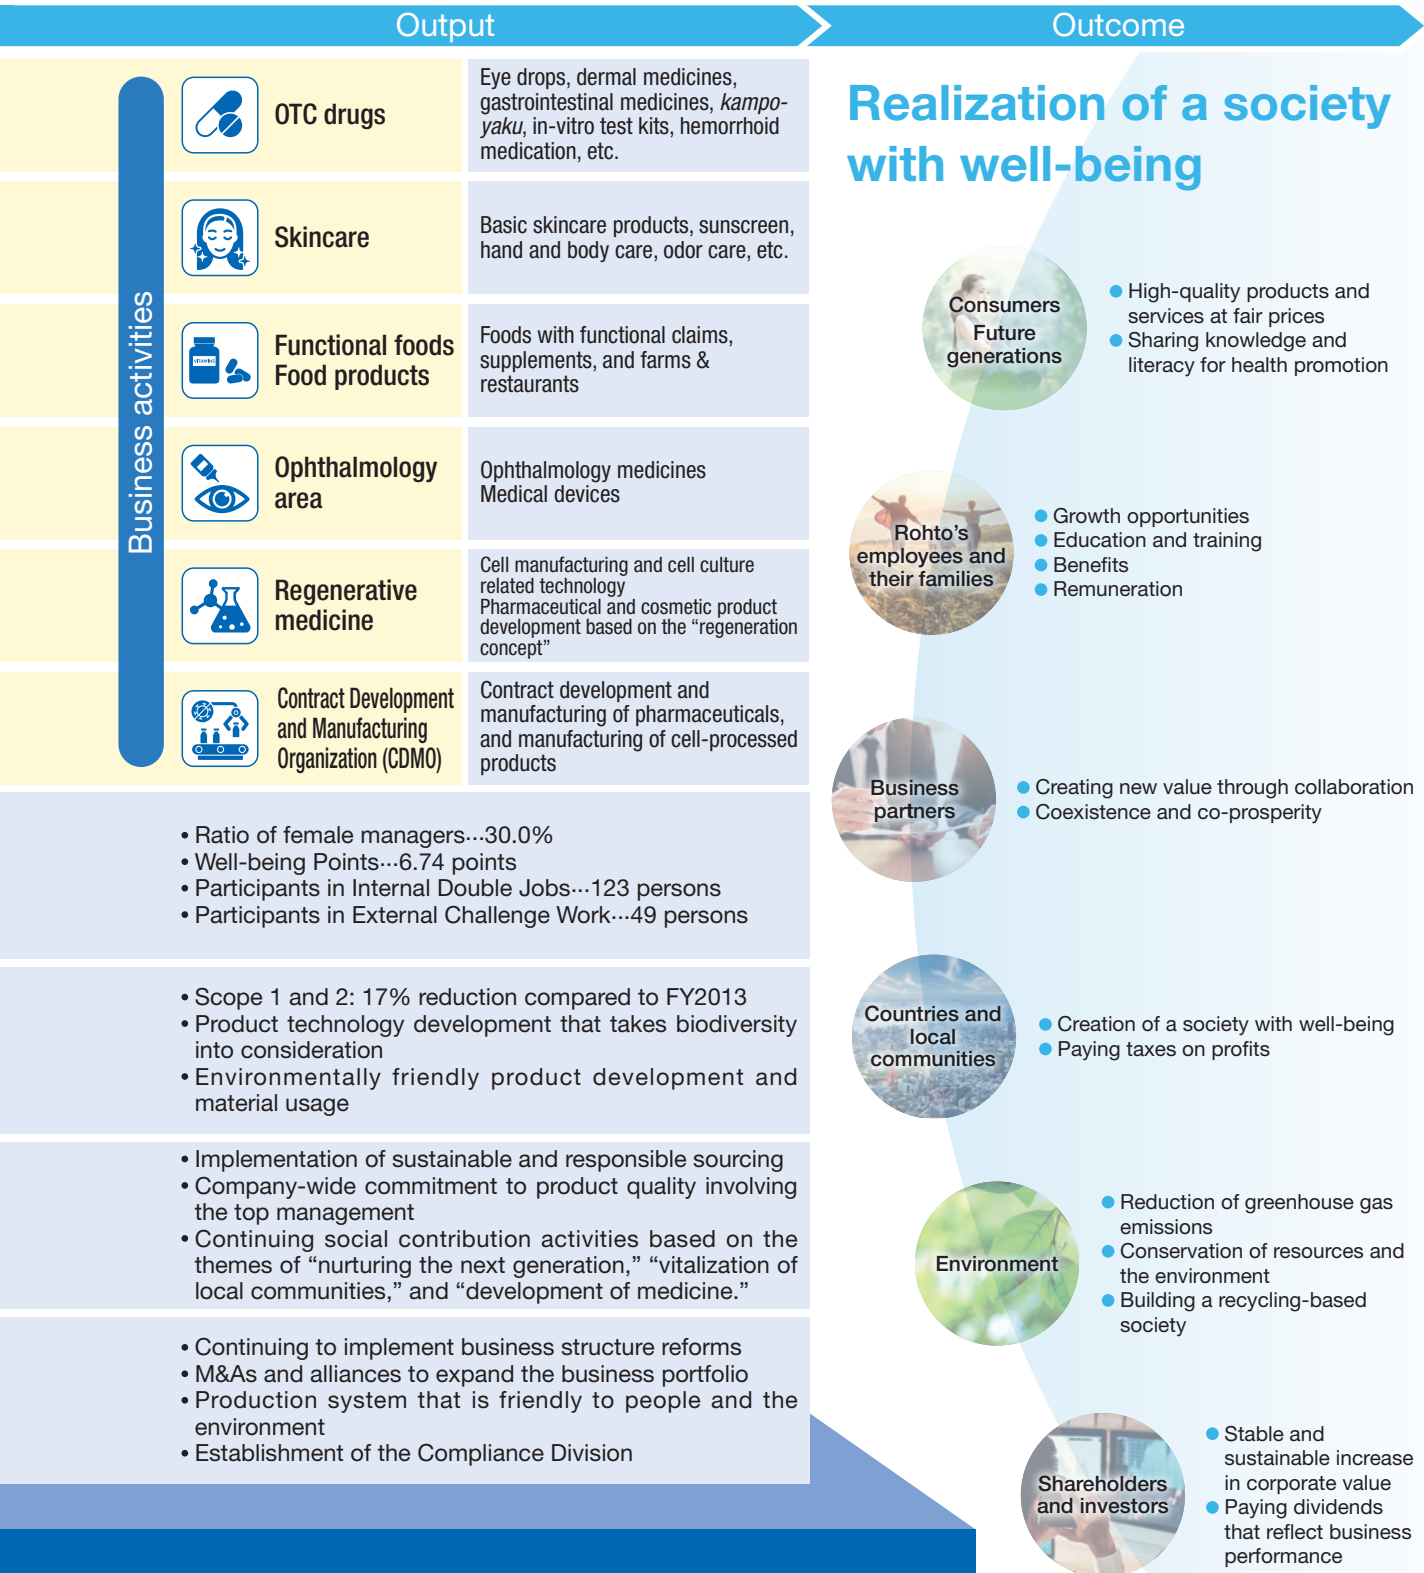 Output
Outcome
Business activities
OTC drugs
Eye drops, dermal medicines,
gastrointestinal medicines, kampo-
yaku, in-vitro test kits, hemorrhoid
medication, etc.
Skincare
Basic skincare products, sunscreen,
hand and body care, odor care, etc.
VITAMINS
Functional foods
Food products
Foods with functional claims,
supplements, and farms &
restaurants
Ophthalmology
area
Ophthalmology medicines
Medical devices
Regenerative
medicine
Cell manufacturing and cell culture
related technology
Pharmaceutical and cosmetic product
development based on the “regeneration
concept”
Contract Development
and Manufacturing
Organization (CDMO)
Contract development and
manufacturing of pharmaceuticals,
and manufacturing of cell-processed
products
• Ratio of female managers···30.0%
• Well-being Points···6.74 points
• Participants in Internal Double Jobs···123 persons
• Participants in External Challenge Work···49 persons
• Scope 1 and 2: 17% reduction compared to FY2013
• Product technology development that takes biodiversity
into consideration
• Environmentally friendly product development and
material usage
• Implementation of sustainable and responsible sourcing
• Company-wide commitment to product quality involving
the top management
• Continuing social contribution activities based on the
themes of “nurturing the next generation,” “vitalization of
local communities,” and “development of medicine.”
• Continuing to implement business structure reforms
• M&As and alliances to expand the business portfolio
• Production system that is friendly to people and the
environment
• Establishment of the Compliance Division
Realization of a society
with well-being
Consumers
Future
generations
● High-quality products and
services at fair prices
● Sharing knowledge and
literacy for health promotion
Rohto’s
employees and
their families
● Growth opportunities
● Education and training
● Benefits
● Remuneration
Business
partners
● Creating new value through collaboration
● Coexistence and co-prosperity
Countries and
local
communities
● Creation of a society with well-being
● Paying taxes on profits
Environment
● Reduction of greenhouse gas
emissions
● Conservation of resources and
the environment
● Building a recycling-based
society
Shareholders
and investors
● Stable and
sustainable increase
in corporate value
● Paying dividends
that reflect business
performance